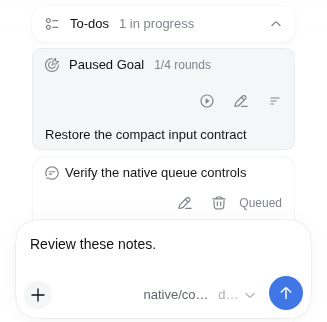 To-dos 1 in progress
Paused Goal 1/4 rounds
Restore the compact input contract
Verify the native queue controls
Queued
Review these notes.
native/co… d…